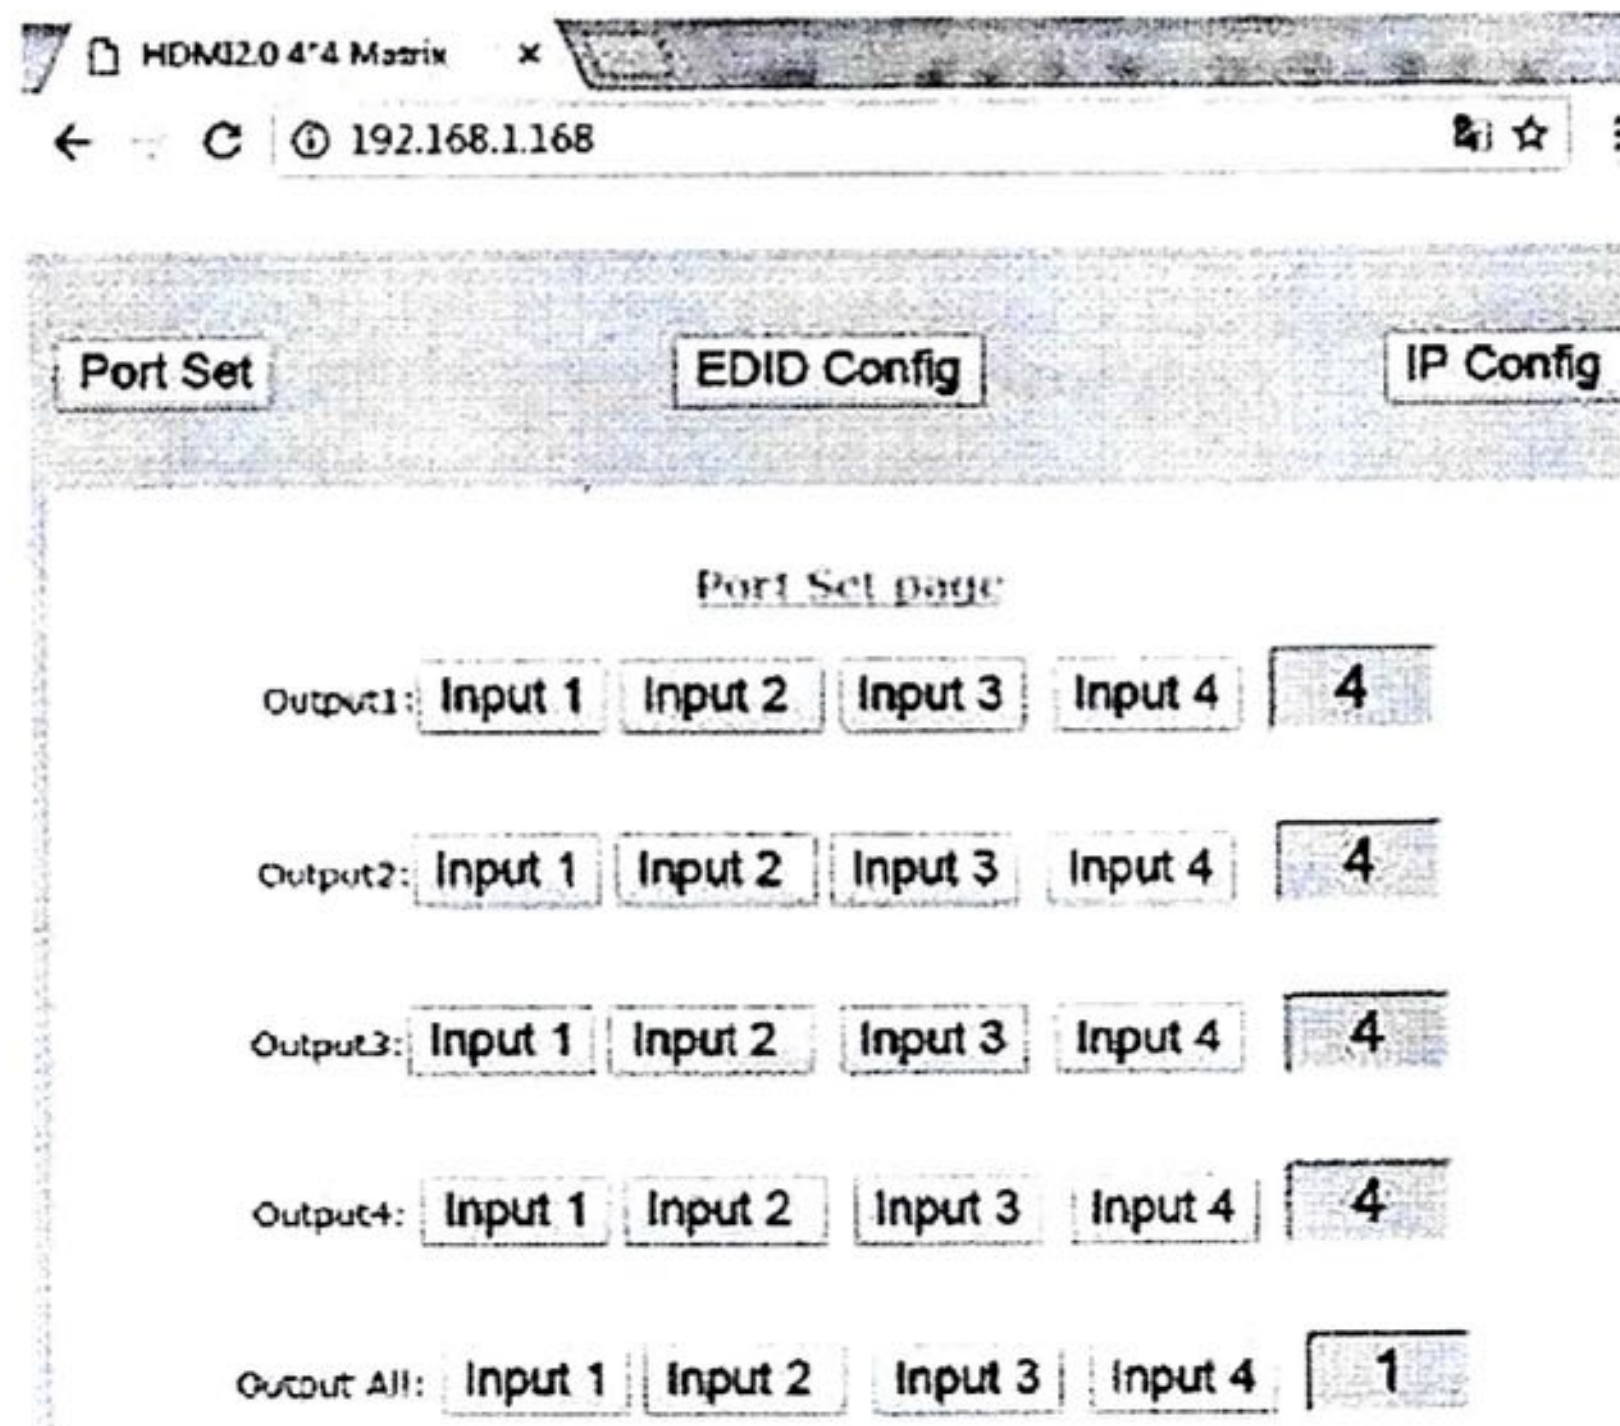 HDMI2.0 4*4 Matrix
192.168.1.168
Port Set EDID Config IP Config
Port Set page
Output1: Input 1 Input 2 Input 3 Input 4 4
Output2: Input 1 Input 2 Input 3 Input 4 4
Output3: Input 1 Input 2 Input 3 Input 4 4
Output4: Input 1 Input 2 Input 3 Input 4 4
Output All: Input 1 Input 2 Input 3 Input 4 1